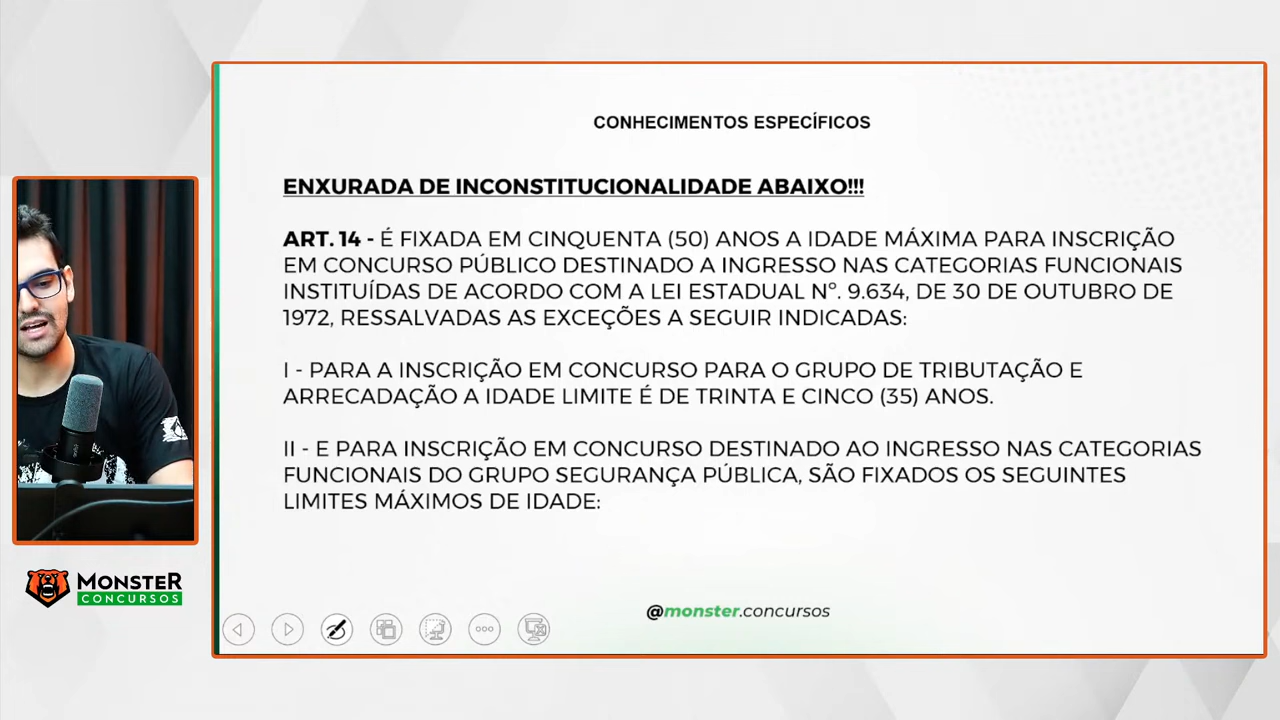 CONHECIMENTOS ESPECÍFICOS
ENXURADA DE INCONSTITUCIONALIDADE ABAIXO!!!
ART. 14 - É FIXADA EM CINQUENTA (50) ANOS A IDADE MÁXIMA PARA INSCRIÇÃO
EM CONCURSO PÚBLICO DESTINADO A INGRESSO NAS CATEGORIAS FUNCIONAIS
INSTITUÍDAS DE ACORDO COM A LEI ESTADUAL Nº. 9.634, DE 30 DE OUTUBRO DE
1972, RESSALVADAS AS EXCEÇÕES A SEGUIR INDICADAS:
I - PARA A INSCRIÇÃO EM CONCURSO PARA O GRUPO DE TRIBUTAÇÃO E
ARRECADAÇÃO A IDADE LIMITE É DE TRINTA E CINCO (35) ANOS.
II - E PARA INSCRIÇÃO EM CONCURSO DESTINADO AO INGRESSO NAS CATEGORIAS
FUNCIONAIS DO GRUPO SEGURANÇA PÚBLICA, SÃO FIXADOS OS SEGUINTES
LIMITES MÁXIMOS DE IDADE:
@monster.concursos
MONSTER
CONCURSOS